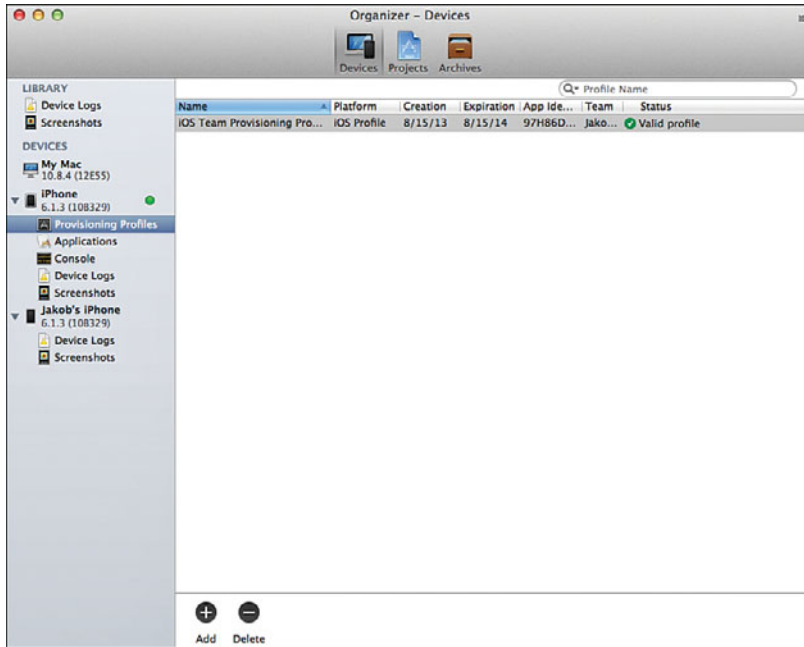 Organizer – Devices
Devices Projects Archives
Profile Name
LIBRARY
Device Logs
Screenshots
DEVICES
My Mac
10.8.4 (12E55)
iPhone
6.1.3 (10B329)
Provisioning Profiles
Applications
Console
Device Logs
Screenshots
Jakob's iPhone
6.1.3 (10B329)
Device Logs
Screenshots
Name Platform Creation Expiration App Ide... Team Status
iOS Team Provisioning Pro... iOS Profile 8/15/13 8/15/14 97H86D... Jako... Valid profile
Add Delete